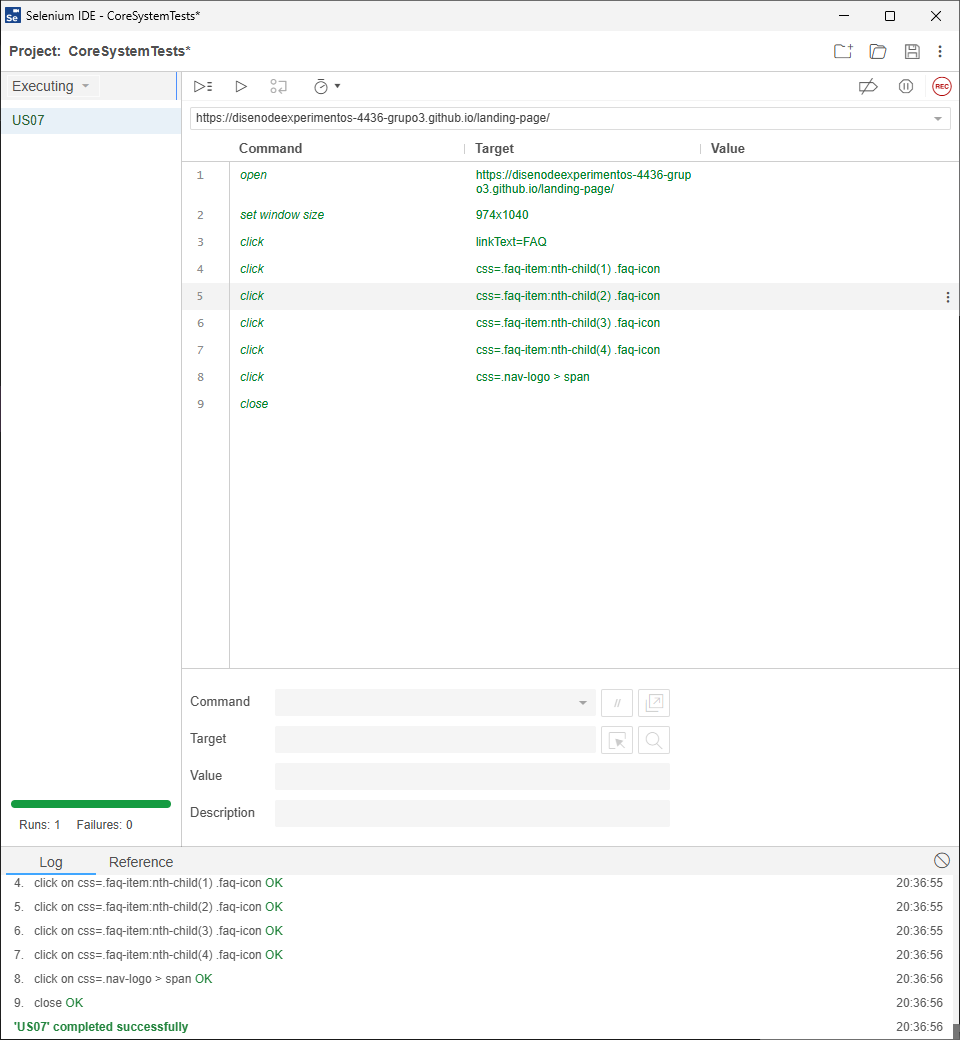 Selenium IDE - CoreSystemTests*
Project: CoreSystemTests*
Executing
REC
US07
https://disenodeexperimentos-4436-grupo3.github.io/landing-page/
Command Target Value
1 open https://disenodeexperimentos-4436-grup
o3.github.io/landing-page/
2 set window size 974x1040
3 click linkText=FAQ
4 click css=.faq-item:nth-child(1) .faq-icon
5 click css=.faq-item:nth-child(2) .faq-icon
6 click css=.faq-item:nth-child(3) .faq-icon
7 click css=.faq-item:nth-child(4) .faq-icon
8 click css=.nav-logo > span
9 close
Command //
Target
Value
Description
Runs: 1 Failures: 0
Log Reference
4. click on css=.faq-item:nth-child(1) .faq-icon OK 20:36:55
5. click on css=.faq-item:nth-child(2) .faq-icon OK 20:36:55
6. click on css=.faq-item:nth-child(3) .faq-icon OK 20:36:55
7. click on css=.faq-item:nth-child(4) .faq-icon OK 20:36:56
8. click on css=.nav-logo > span OK 20:36:56
9. close OK 20:36:56
'US07' completed successfully 20:36:56